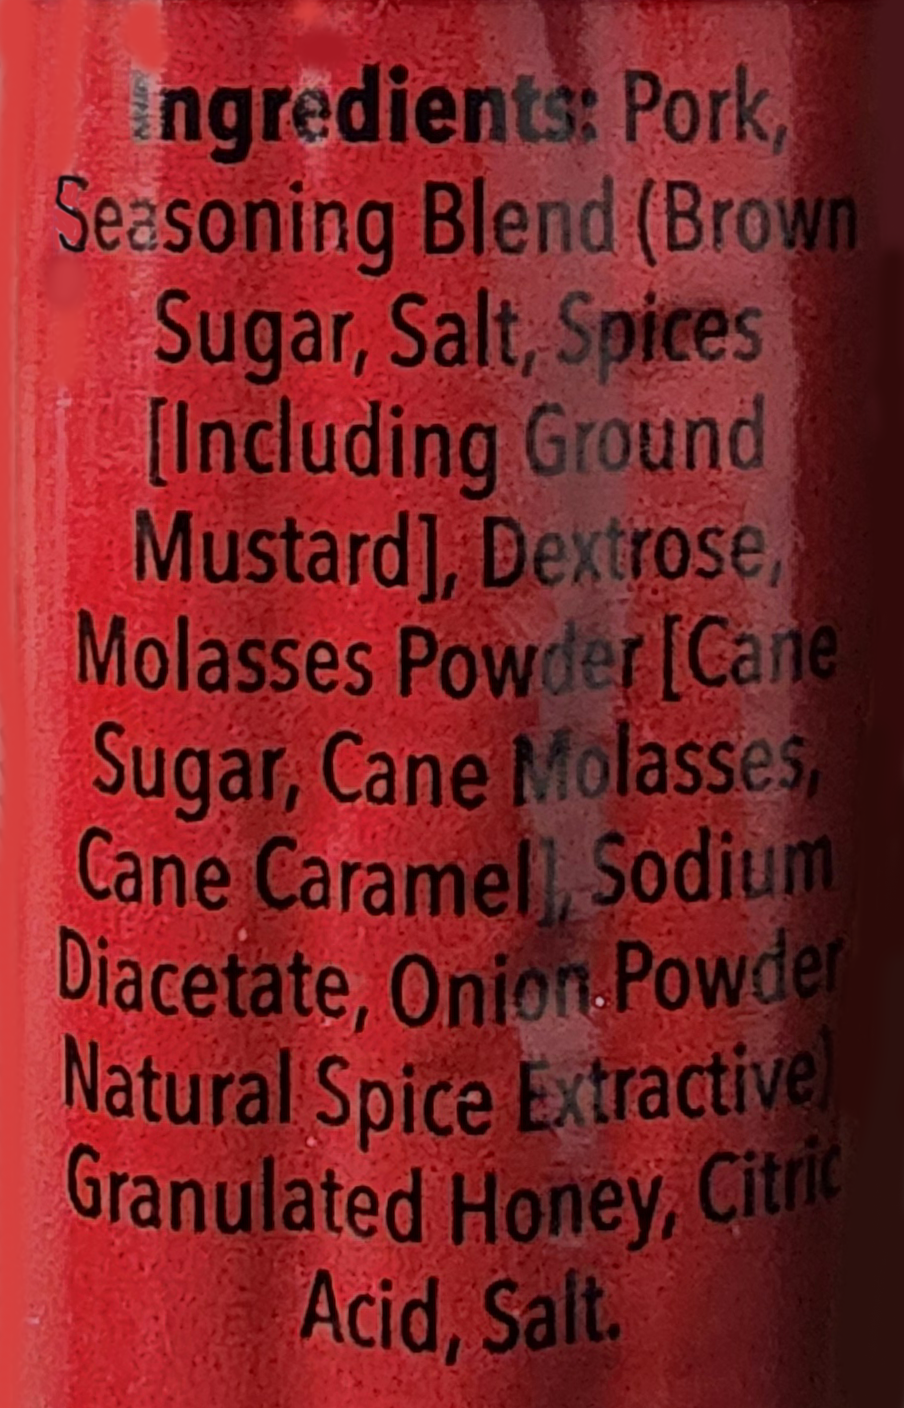 Ingredients: Pork,
Seasoning Blend (Brown
Sugar, Salt, Spices
[Including Ground
Mustard], Dextrose,
Molasses Powder [Cane
Sugar, Cane Molasses,
Cane Caramel], Sodium
Diacetate, Onion Powder
Natural Spice Extractive)
Granulated Honey, Citric
Acid, Salt.